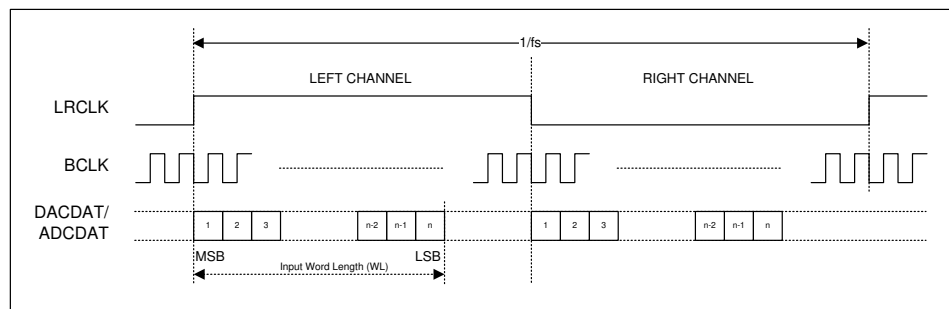 1/fs
LEFT CHANNEL RIGHT CHANNEL
LRCLK
BCLK
DACDAT/
ADCDAT
1 2 3 n-2 n-1 n 1 2 3 n-2 n-1 n
MSB LSB
Input Word Length (WL)